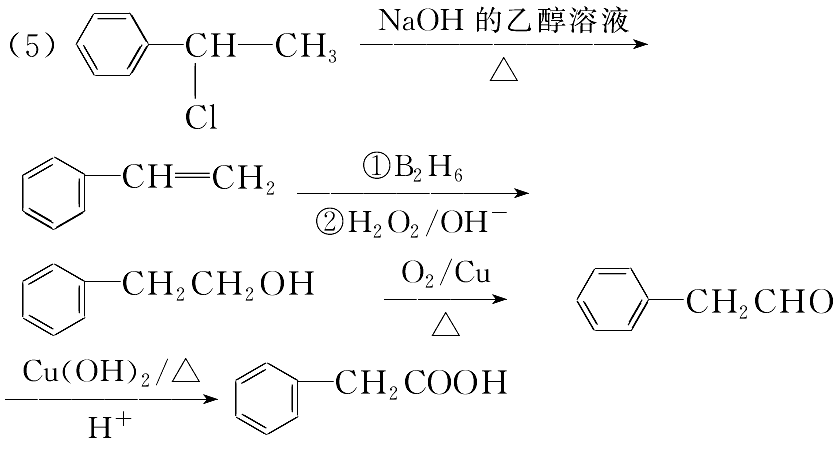 (5) CH—CH₃ NaOH 的乙醇溶液
△
Cl
CH=CH₂ ①B₂H₆
②H₂O₂/OH⁻
CH₂CH₂OH O₂/Cu CH₂CHO
△
Cu(OH)₂/△ CH₂COOH
H⁺